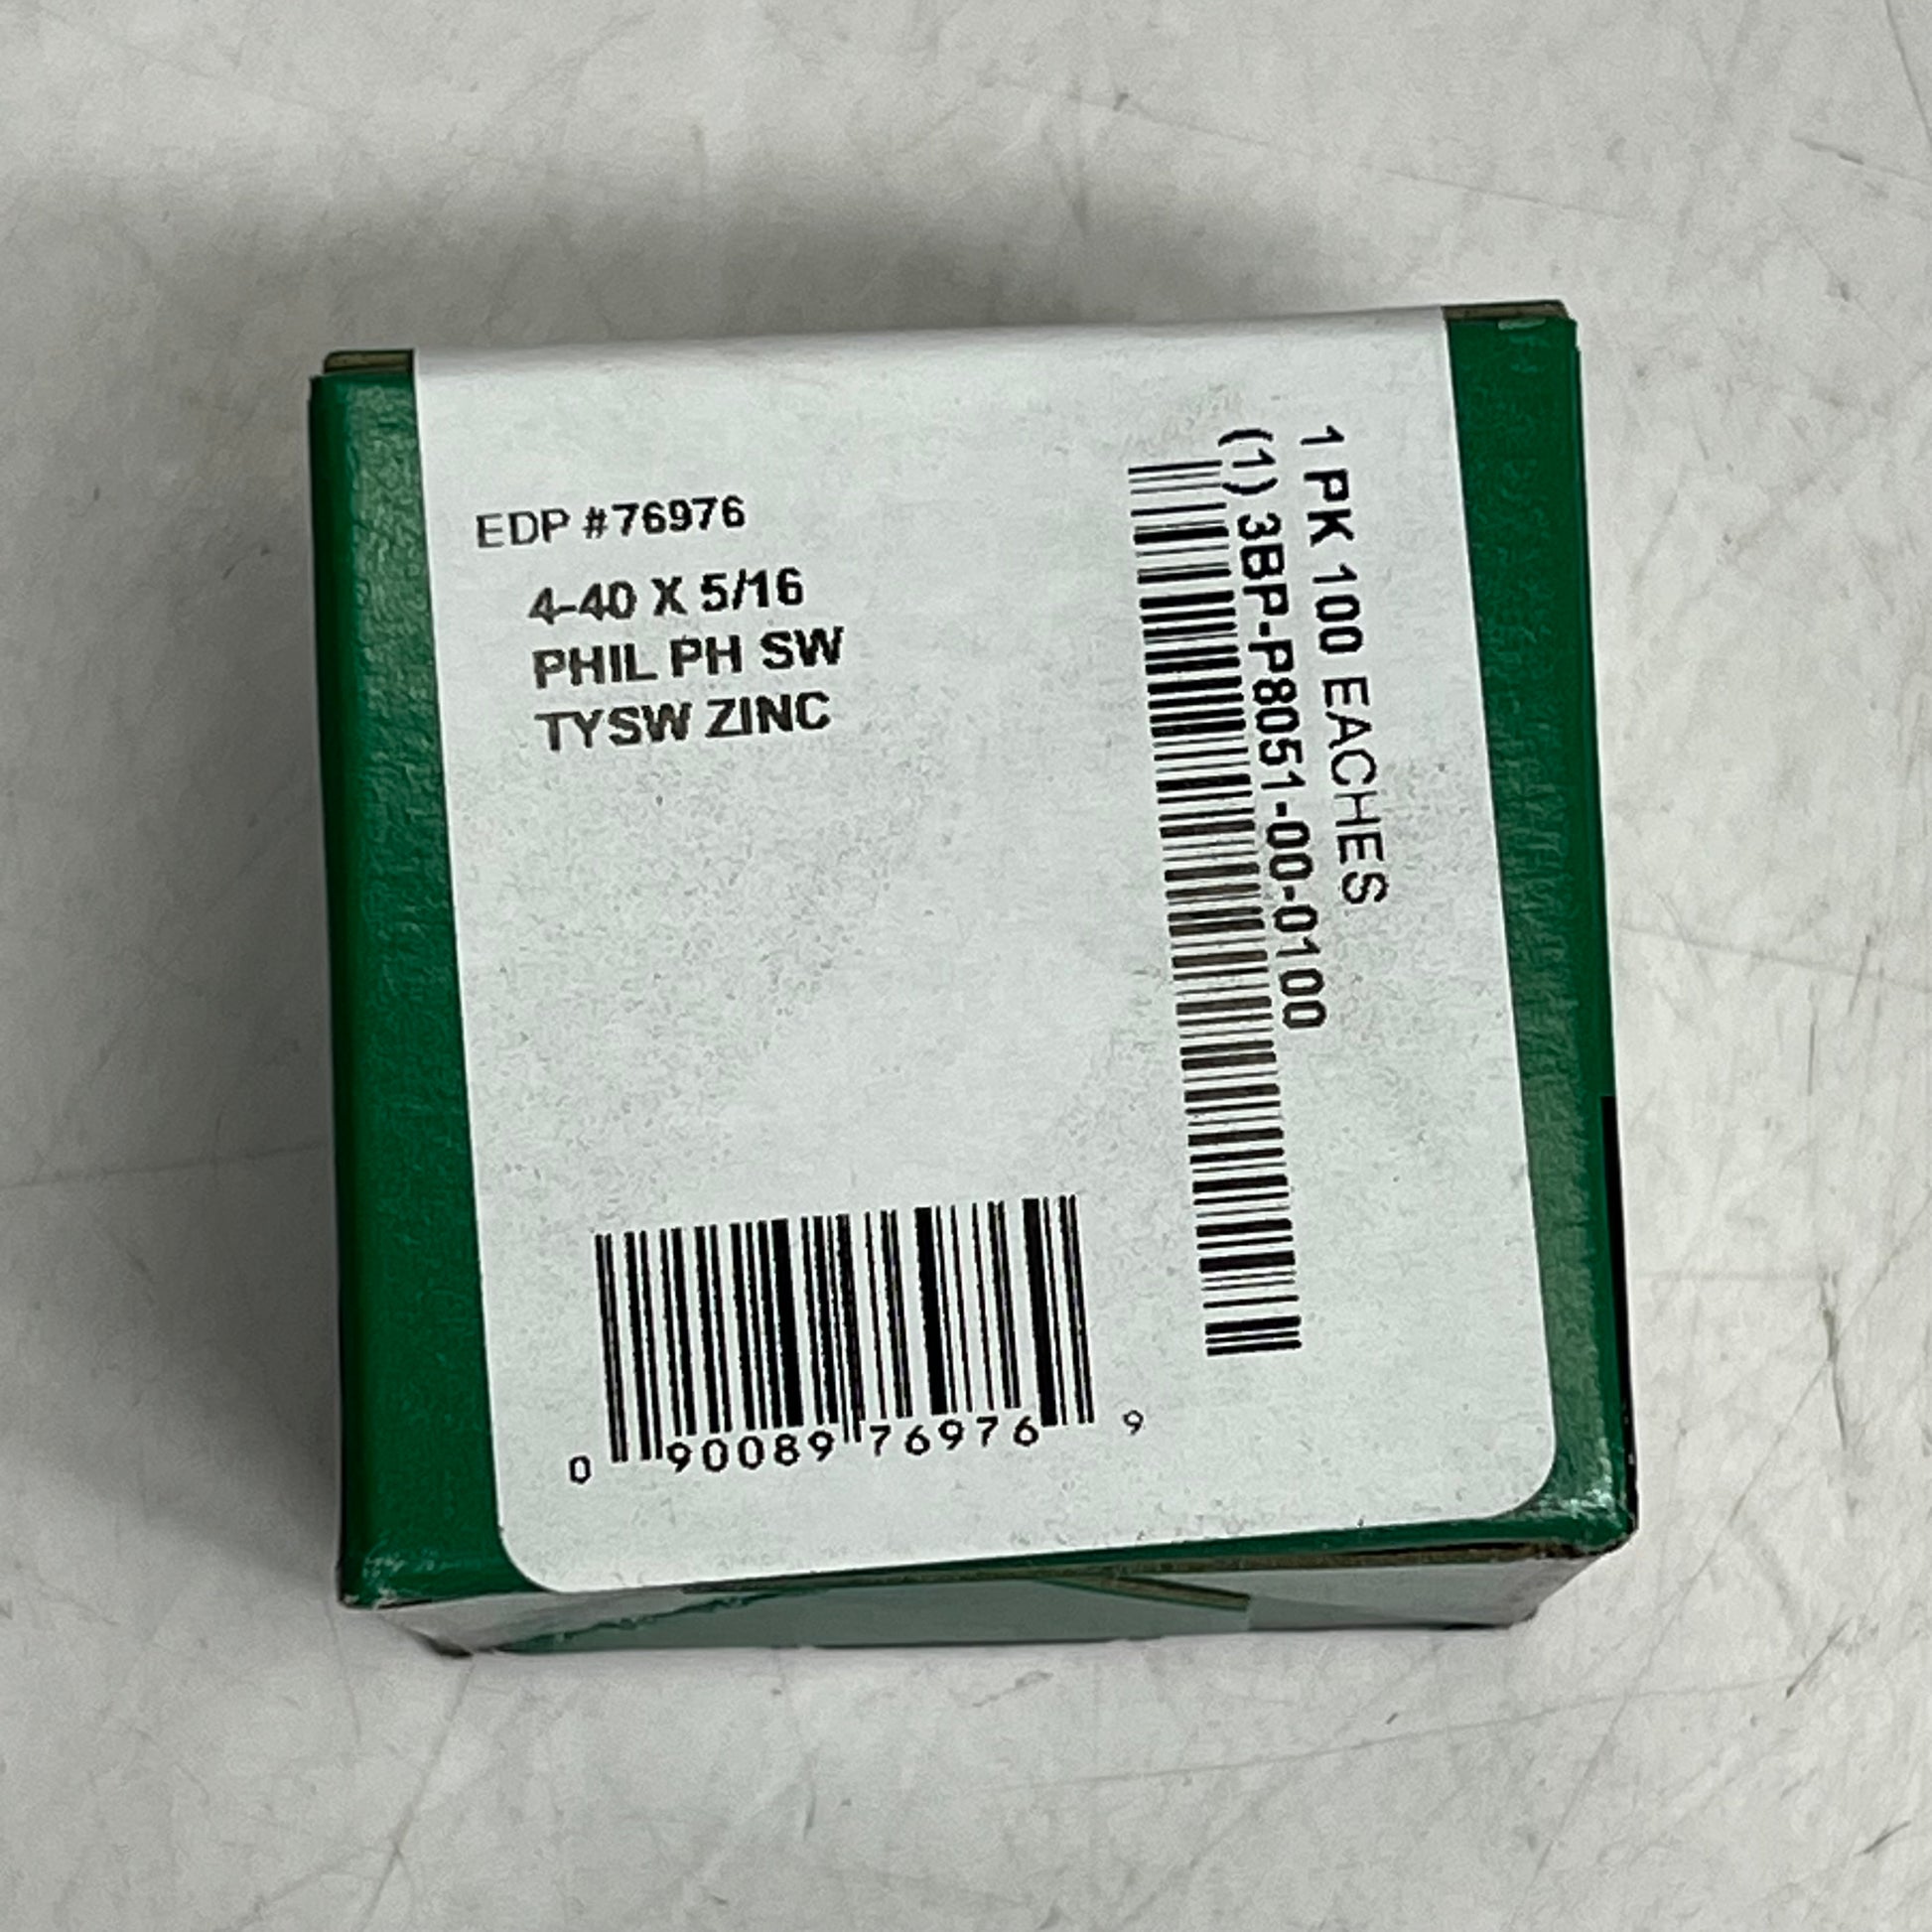 EDP #76976
4-40 X 5/16
PHIL PH SW
TYSW ZINC
1 PK 100 EACHES
(1) 3BP-P8051-00-0100
0 90089 76976 9